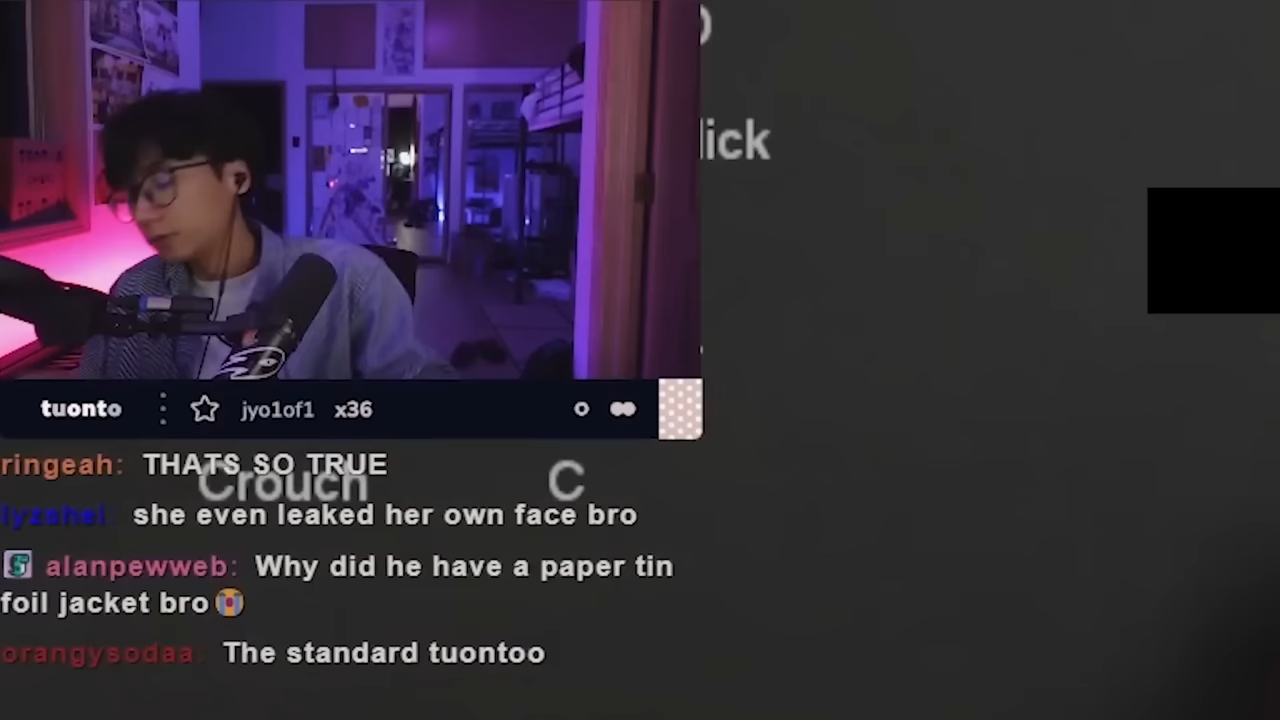 lick
tuonto
jyo1of1 x36
ringeah: THATS SO TRUE
Crouch C
lyzshei: she even leaked her own face bro
alanpewweb: Why did he have a paper tin
foil jacket bro
orangysodaa: The standard tuontoo